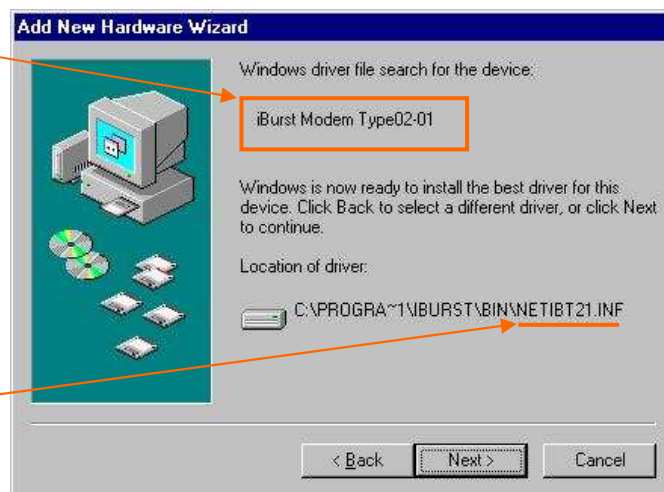 Add New Hardware Wizard
Windows driver file search for the device:
iBurst Modem Type02-01
Windows is now ready to install the best driver for this
device. Click Back to select a different driver, or click Next
to continue.
Location of driver:
C:\PROGRA~1\IBURST\BIN\NETIBT21.INF
< Back
Next >
Cancel